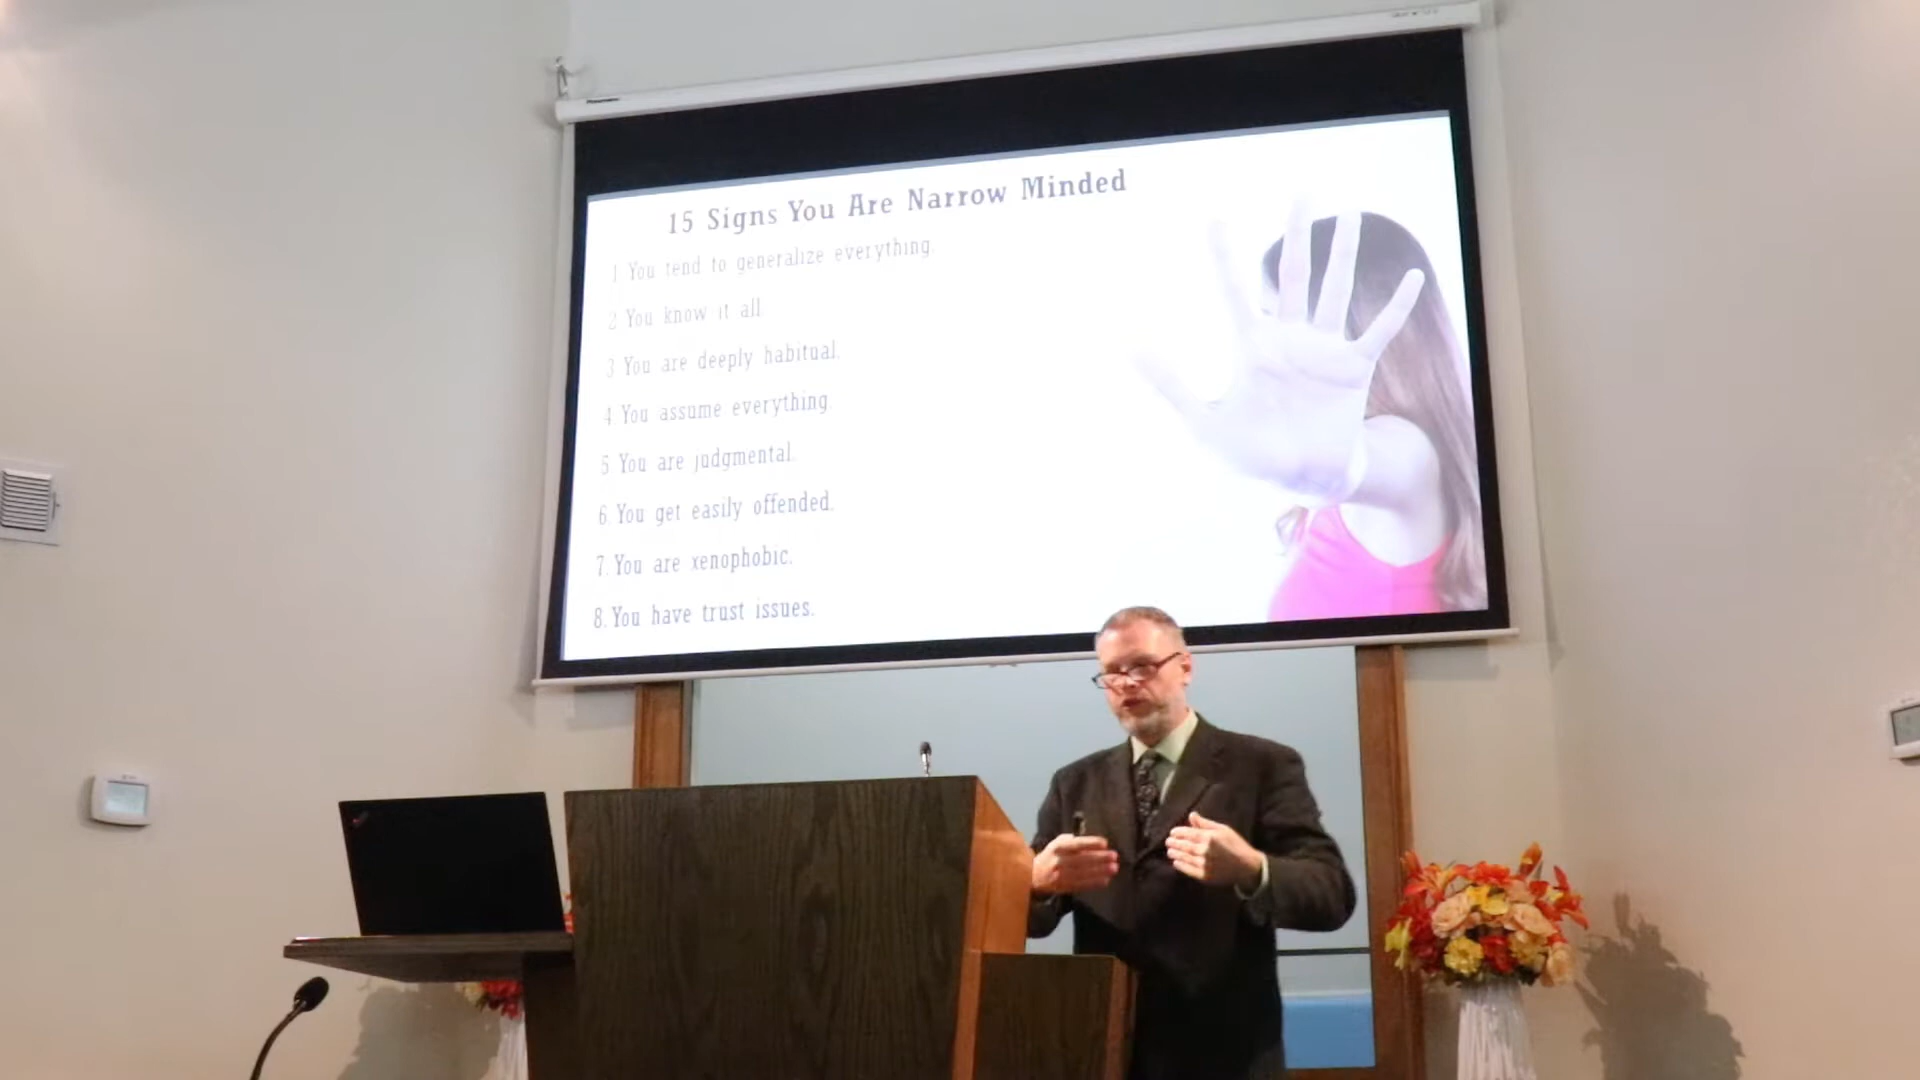 15 Signs You Are Narrow Minded
1 You tend to generalize everything.
2 You know it all.
3 You are deeply habitual.
4 You assume everything.
5 You are judgmental.
6. You get easily offended.
7. You are xenophobic.
8. You have trust issues.